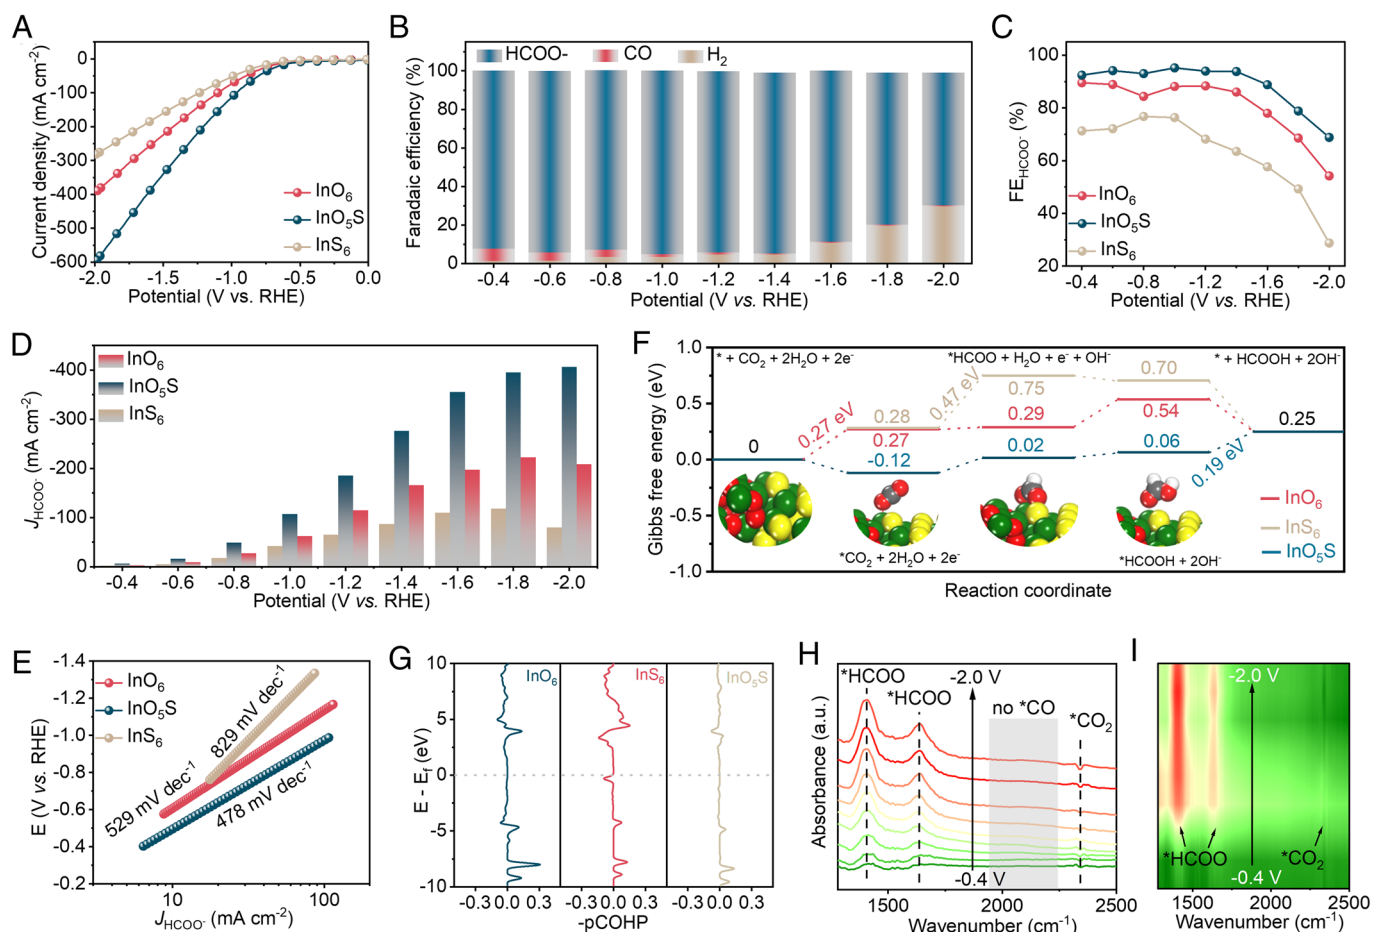 A
Current density (mA cm⁻²)
0
-100
-200
-300
-400
-500
-600
InO₆
InO₅S
InS₆
-2.0
-1.5
-1.0
-0.5
0.0
Potential (V vs. RHE)
B
Faradaic efficiency (%)
100
80
60
40
20
0
HCOO-
CO
H₂
-0.4
-0.6
-0.8
-1.0
-1.2
-1.4
-1.6
-1.8
-2.0
Potential (V vs. RHE)
C
FE HCOO⁻ (%)
100
80
60
40
20
InO₆
InO₅S
InS₆
-0.4
-0.8
-1.2
-1.6
-2.0
Potential (V vs. RHE)
D
J HCOO⁻ (mA cm⁻²)
-400
-300
-200
-100
0
InO₆
InO₅S
InS₆
-0.4
-0.6
-0.8
-1.0
-1.2
-1.4
-1.6
-1.8
-2.0
Potential (V vs. RHE)
F
Gibbs free energy (eV)
1.0
0.5
0.0
-0.5
-1.0
* + CO₂ + 2H₂O + 2e⁻
*HCOO + H₂O + e⁻ + OH⁻
* + HCOOH + 2OH⁻
0
0.27 eV
0.28
0.27
-0.12
0.47 eV
0.75
0.29
0.02
0.70
0.54
0.06
0.19 eV
0.25
*CO₂ + 2H₂O + 2e⁻
*HCOOH + 2OH⁻
InO₆
InS₆
InO₅S
Reaction coordinate
E
E (V vs. RHE)
-1.4
-1.2
-1.0
-0.8
-0.6
-0.4
-0.2
InO₆
InO₅S
InS₆
829 mV dec⁻¹
529 mV dec⁻¹
478 mV dec⁻¹
10
100
J HCOO⁻ (mA cm⁻²)
G
E - E_f (eV)
10
5
0
-5
-10
InO₆
InS₆
InO₅S
-0.3 0.0 0.3
-0.3 0.0 0.3
-0.3 0.0 0.3
-pCOHP
H
Absorbance (a.u.)
*HCOO
*HCOO
-2.0 V
no *CO
*CO₂
-0.4 V
1500
2000
2500
Wavenumber (cm⁻¹)
I
-2.0 V
*HCOO
*CO₂
-0.4 V
1500
2000
2500
Wavenumber (cm⁻¹)